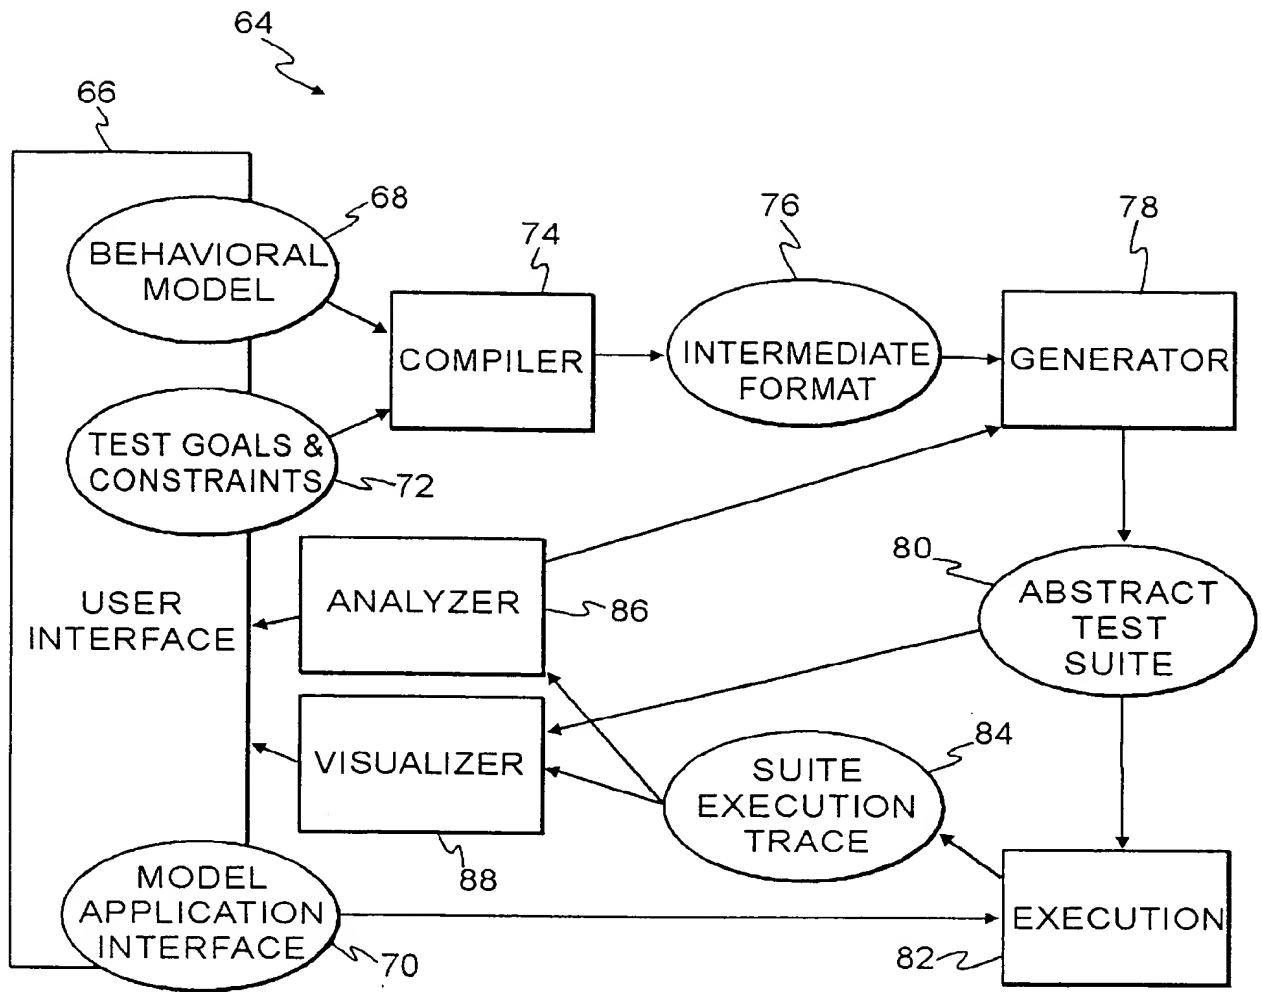 64
66
68
BEHAVIORAL
MODEL
74
COMPILER
76
INTERMEDIATE
FORMAT
78
GENERATOR
TEST GOALS &
CONSTRAINTS
72
USER
INTERFACE
ANALYZER
86
80
ABSTRACT
TEST
SUITE
VISUALIZER
88
84
SUITE
EXECUTION
TRACE
MODEL
APPLICATION
INTERFACE
70
EXECUTION
82